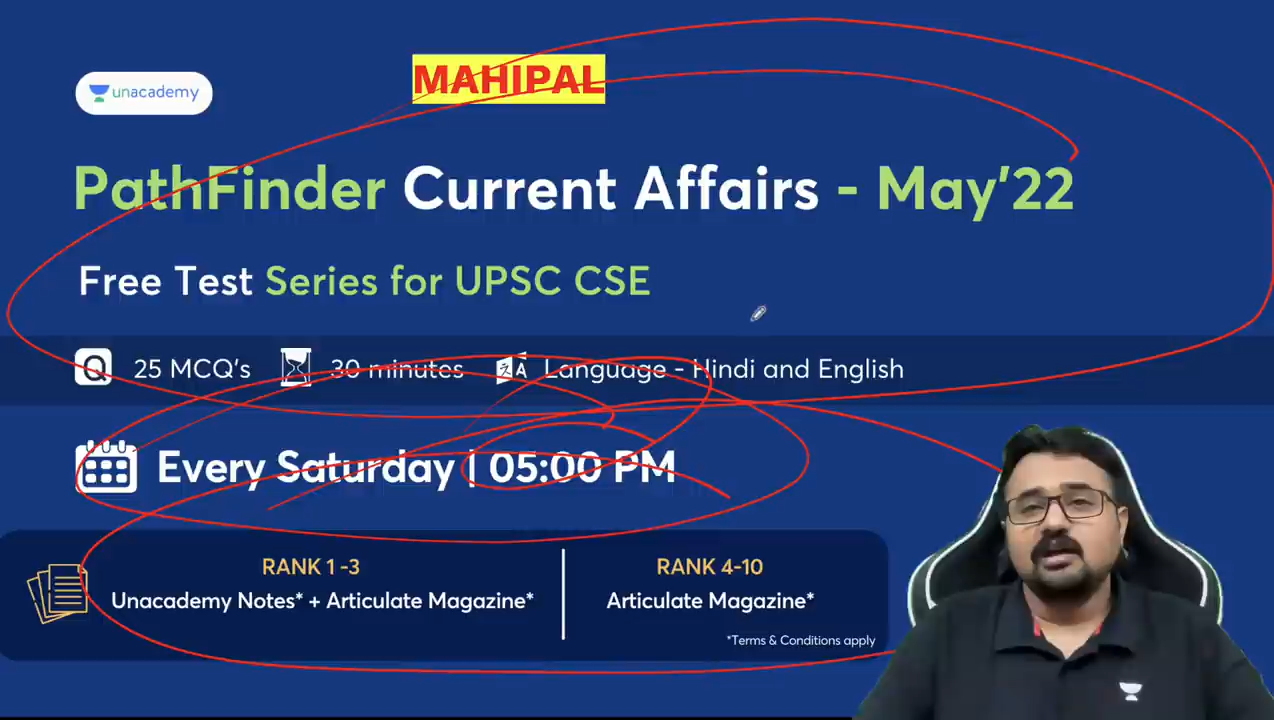 MAHIPAL
unacademy
PathFinder Current Affairs - May'22
Free Test Series for UPSC CSE
Q 25 MCQ's 30 minutes Language - Hindi and English
Every Saturday | 05:00 PM
RANK 1 -3
Unacademy Notes* + Articulate Magazine*
RANK 4-10
Articulate Magazine*
*Terms & Conditions apply